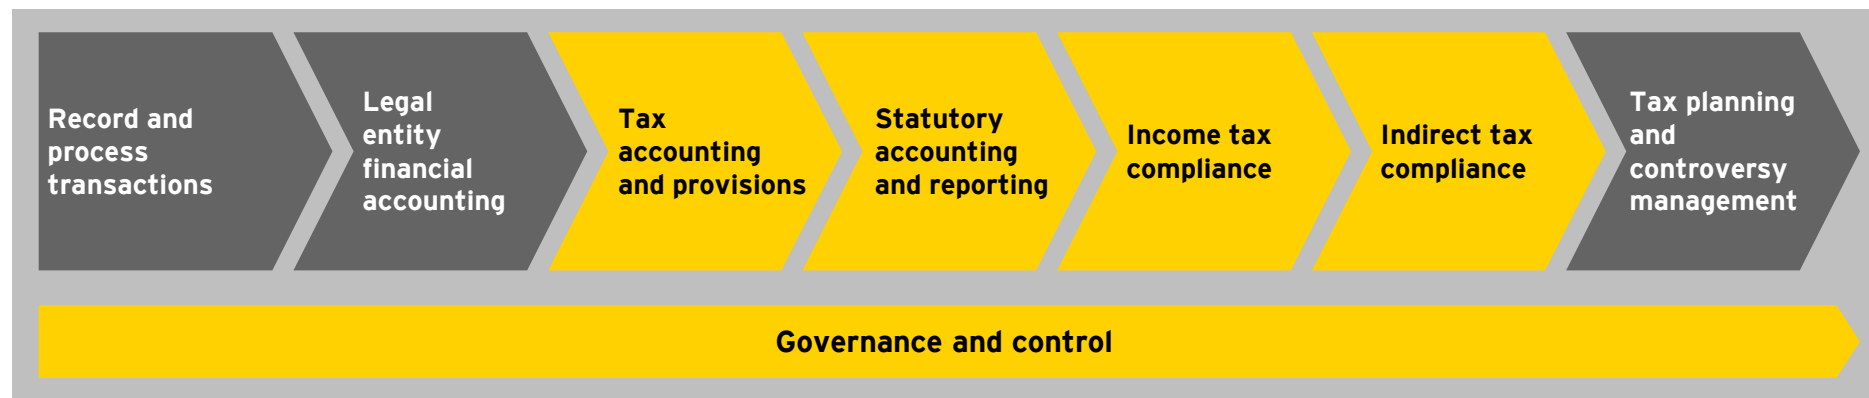 Record and
process
transactions
Legal
entity
financial
accounting
Tax
accounting
and provisions
Statutory
accounting
and reporting
Income tax
compliance
Indirect tax
compliance
Tax planning
and
controversy
management
Governance and control